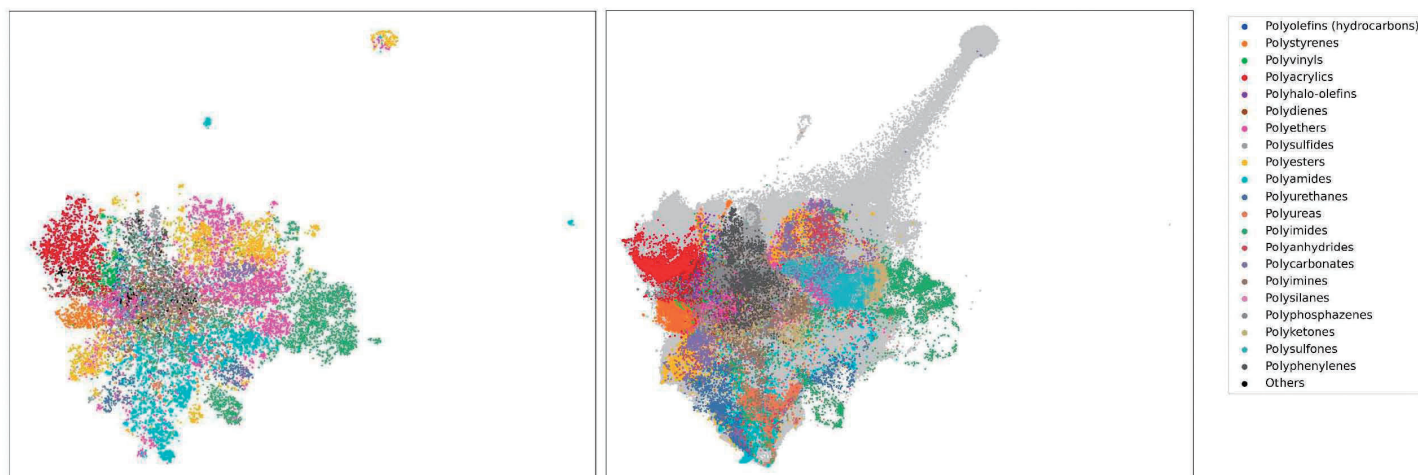 Polyolefins (hydrocarbons)
Polystyrenes
Polyvinyls
Polyacrylics
Polyhalo-olefins
Polydienes
Polyethers
Polysulfides
Polyesters
Polyamides
Polyurethanes
Polyureas
Polyimides
Polyanhydrides
Polycarbonates
Polyimines
Polysilanes
Polyphosphazenes
Polyketones
Polysulfones
Polyphenylenes
Others